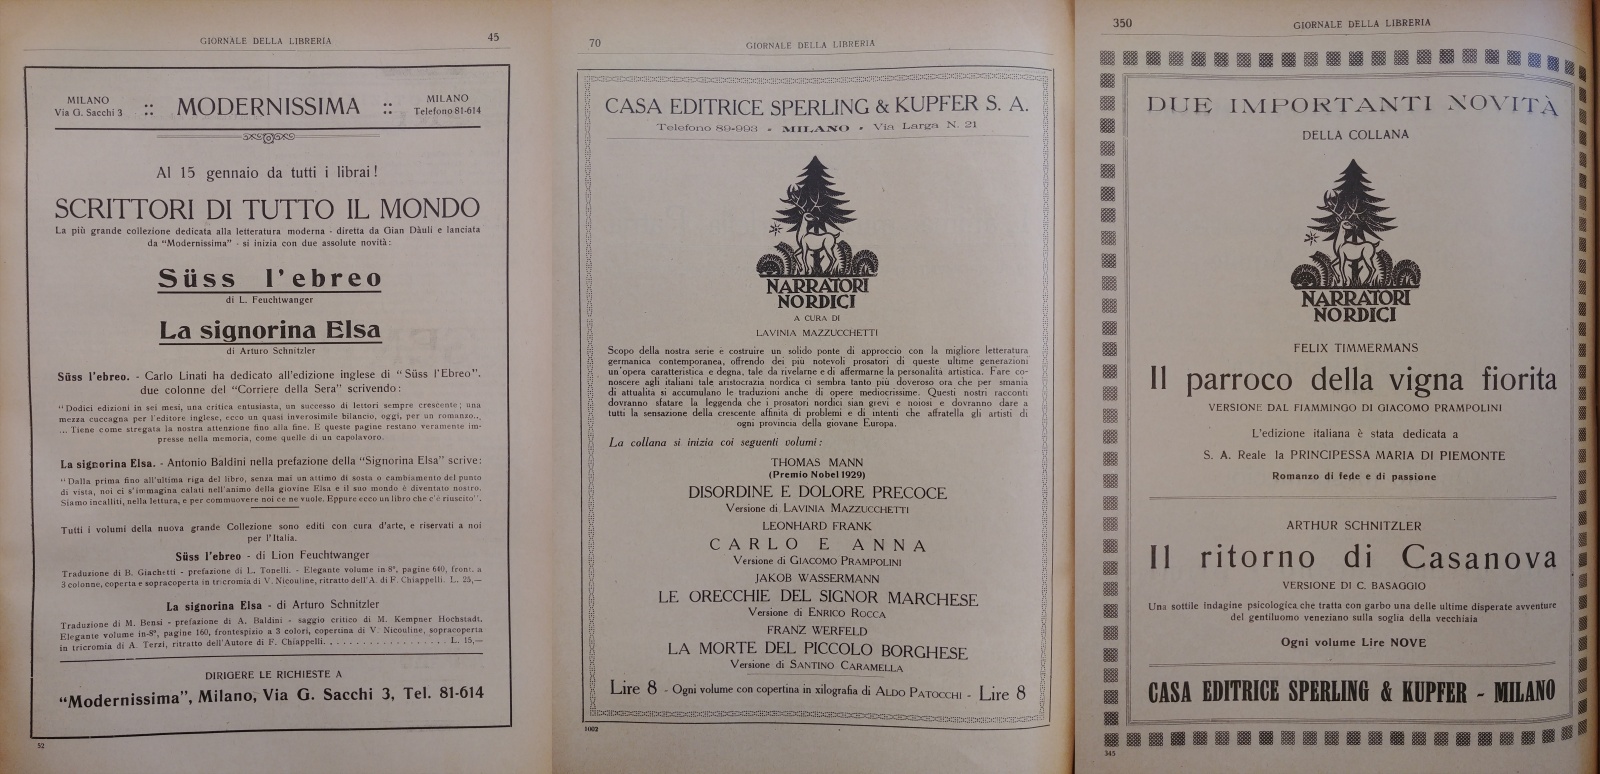 GIORNALE DELLA LIBRERIA
45
MILANO
Via G. Sacchi 3
:: MODERNISSIMA ::
MILANO
Telefono 81-614
Al 15 gennaio da tutti i librai!
SCRITTORI DI TUTTO IL MONDO
La più grande collezione dedicata alla letteratura moderna - diretta da Gian Dàuli e lanciata
da "Modernissima" - si inizia con due assolute novità:
Süss l'ebreo
di L. Feuchtwanger
La signorina Elsa
di Arturo Schnitzler
Süss l'ebreo. - Carlo Linati ha dedicato all'edizione inglese di "Süss l'Ebreo".
due colonne del "Corriere della Sera" scrivendo:
"Dodici edizioni in sei mesi, una critica entusiasta, un successo di lettori sempre crescente; una
mezza cuccagna per l'editore inglese, ecco un quasi inverosimile bilancio, oggi, per un romanzo...
... Tiene come stregata la nostra attenzione fino alla fine. E queste pagine restano veramente im-
presse nella memoria, come quelle di un capolavoro.
La signorina Elsa. - Antonio Baldini nella prefazione della "Signorina Elsa" scrive:
"Dalla prima fino all'ultima riga del libro, senza mai un attimo di sosta o cambiamento del punto
di vista, noi ci s'immagina calati nell'animo della giovine Elsa e il suo mondo è diventato nostro.
Siamo incalliti, nella lettura, e per commuovere noi ce ne vuole. Eppure ecco un libro che c'è riuscito".
Tutti i volumi della nuova grande Collezione sono editi con cura d'arte, e riservati a noi
per l'Italia.
Süss l'ebreo - di Lion Feuchtwanger
Traduzione di B. Giachetti - prefazione di L. Tonelli. - Elegante volume in 8°, pagine 640, front. a
3 colonne, coperta e sopracoperta in tricromia di V. Nicouline, ritratto dell'A. di F. Chiappelli. L. 25,—
La signorina Elsa - di Arturo Schnitzler
Traduzione di M. Bensi - prefazione di A. Baldini - saggio critico di M. Kempner Hochstädt.
Elegante volume in-8°, pagine 160, frontespizio a 3 colori, copertina di V. Nicouline, sopracoperta
in tricromia di A. Terzi, ritratto dell'Autore di F. Chiappelli. . . . . . . . . . . . . . . . . . . L. 15,—
DIRIGERE LE RICHIESTE A
"Modernissima", Milano, Via G. Sacchi 3, Tel. 81-614
52
70
GIORNALE DELLA LIBRERIA
CASA EDITRICE SPERLING & KUPFER S. A.
Telefono 89-993 - MILANO - Via Larga N. 21
NARRATORI
NORDICI
A CURA DI
LAVINIA MAZZUCCHETTI
Scopo della nostra serie è costruire un solido ponte di approccio con la migliore letteratura
germanica contemporanea, offrendo dei più notevoli prosatori di queste ultime generazioni
un'opera caratteristica e degna, tale da rivelarne e di affermarne la personalità artistica. Fare co-
noscere agli italiani tale aristocrazia nordica ci sembra tanto più doveroso ora che per smania
di attualità si accumulano le traduzioni anche di opere mediocrissime. Questi nostri racconti
dovranno sfatare la leggenda che i prosatori nordici sian grevi e noiosi e dovranno dare a
tutti la sensazione della crescente affinità di problemi e di intenti che affratella gli artisti di
ogni provincia della giovane Europa.
La collana si inizia coi seguenti volumi:
THOMAS MANN
(Premio Nobel 1929)
DISORDINE E DOLORE PRECOCE
Versione di LAVINIA MAZZUCCHETTI
LEONHARD FRANK
CARLO E ANNA
Versione di GIACOMO PRAMPOLINI
JAKOB WASSERMANN
LE ORECCHIE DEL SIGNOR MARCHESE
Versione di ENRICO ROCCA
FRANZ WERFELD
LA MORTE DEL PICCOLO BORGHESE
Versione di SANTINO CARAMELLA
Lire 8 - Ogni volume con copertina in xilografia di ALDO PATOCCHI - Lire 8
1002
350
GIORNALE DELLA LIBRERIA
DUE IMPORTANTI NOVITÀ
DELLA COLLANA
NARRATORI
NORDICI
FELIX TIMMERMANS
Il parroco della vigna fiorita
VERSIONE DAL FIAMMINGO DI GIACOMO PRAMPOLINI
L'edizione italiana è stata dedicata a
S. A. Reale la PRINCIPESSA MARIA DI PIEMONTE
Romanzo di fede e di passione
ARTHUR SCHNITZLER
Il ritorno di Casanova
VERSIONE DI C. BASAGGIO
Una sottile indagine psicologica che tratta con garbo una delle ultime disperate avventure
del gentiluomo veneziano sulla soglia della vecchiaia
Ogni volume Lire NOVE
CASA EDITRICE SPERLING & KUPFER - MILANO
345